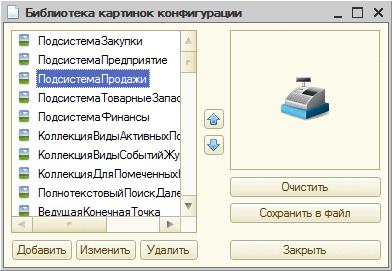 Библиотека картинок конфигурации
ПодсистемаЗакупки
ПодсистемаПредприятие
ПодсистемаПродажи
ПодсистемаТоварныеЗапас
ПодсистемаФинансы
КоллекцияВидыАктивныхПо
КоллекцияВидыСобытийЖу
КоллекцияДляПомеченных
ПолнотекстовыйПоискДале
ВедущаяКонечнаяТочка
Добавить
Изменить
Удалить
Очистить
Сохранить в файл
Закрыть